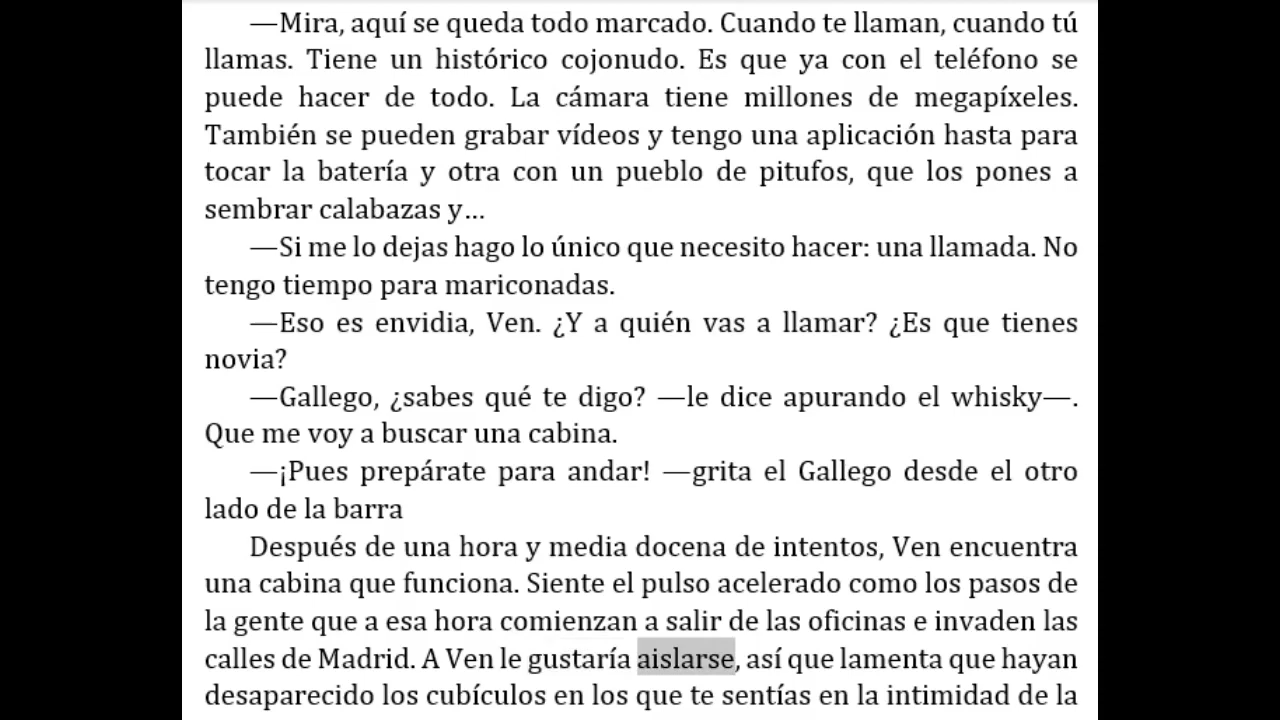 —Mira, aquí se queda todo marcado. Cuando te llaman, cuando tú
llamas. Tiene un histórico cojonudo. Es que ya con el teléfono se
puede hacer de todo. La cámara tiene millones de megapíxeles.
También se pueden grabar vídeos y tengo una aplicación hasta para
tocar la batería y otra con un pueblo de pitufos, que los pones a
sembrar calabazas y...
—Si me lo dejas hago lo único que necesito hacer: una llamada. No
tengo tiempo para mariconadas.
—Eso es envidia, Ven. ¿Y a quién vas a llamar? ¿Es que tienes
novia?
—Gallego, ¿sabes qué te digo? —le dice apurando el whisky—.
Que me voy a buscar una cabina.
—¡Pues prepárate para andar! —grita el Gallego desde el otro
lado de la barra
Después de una hora y media docena de intentos, Ven encuentra
una cabina que funciona. Siente el pulso acelerado como los pasos de
la gente que a esa hora comienzan a salir de las oficinas e invaden las
calles de Madrid. A Ven le gustaría aislarse, así que lamenta que hayan
desaparecido los cubículos en los que te sentías en la intimidad de la